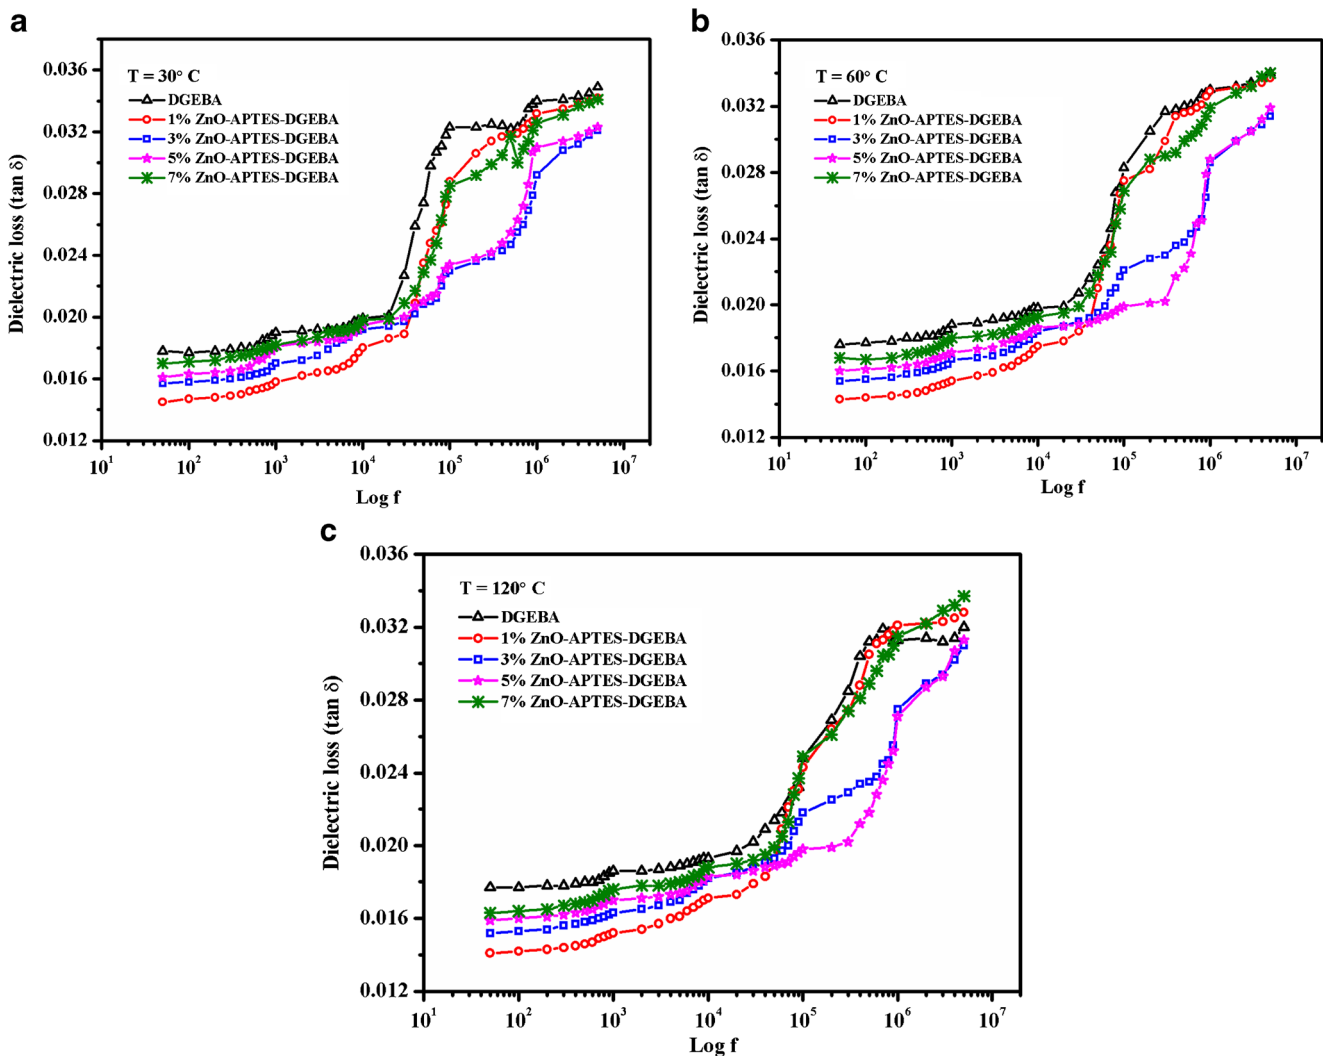 a
0.036
0.032
0.028
0.024
0.020
0.016
0.012
Dielectric loss (tan δ)
T = 30° C
DGEBA
1% ZnO-APTES-DGEBA
3% ZnO-APTES-DGEBA
5% ZnO-APTES-DGEBA
7% ZnO-APTES-DGEBA
10¹ 10² 10³ 10⁴ 10⁵ 10⁶ 10⁷
Log f
b
0.036
0.032
0.028
0.024
0.020
0.016
0.012
Dielectric loss (tan δ)
T = 60° C
DGEBA
1% ZnO-APTES-DGEBA
3% ZnO-APTES-DGEBA
5% ZnO-APTES-DGEBA
7% ZnO-APTES-DGEBA
10¹ 10² 10³ 10⁴ 10⁵ 10⁶ 10⁷
Log f
c
0.036
0.032
0.028
0.024
0.020
0.016
0.012
Dielectric loss (tan δ)
T = 120° C
DGEBA
1% ZnO-APTES-DGEBA
3% ZnO-APTES-DGEBA
5% ZnO-APTES-DGEBA
7% ZnO-APTES-DGEBA
10¹ 10² 10³ 10⁴ 10⁵ 10⁶ 10⁷
Log f